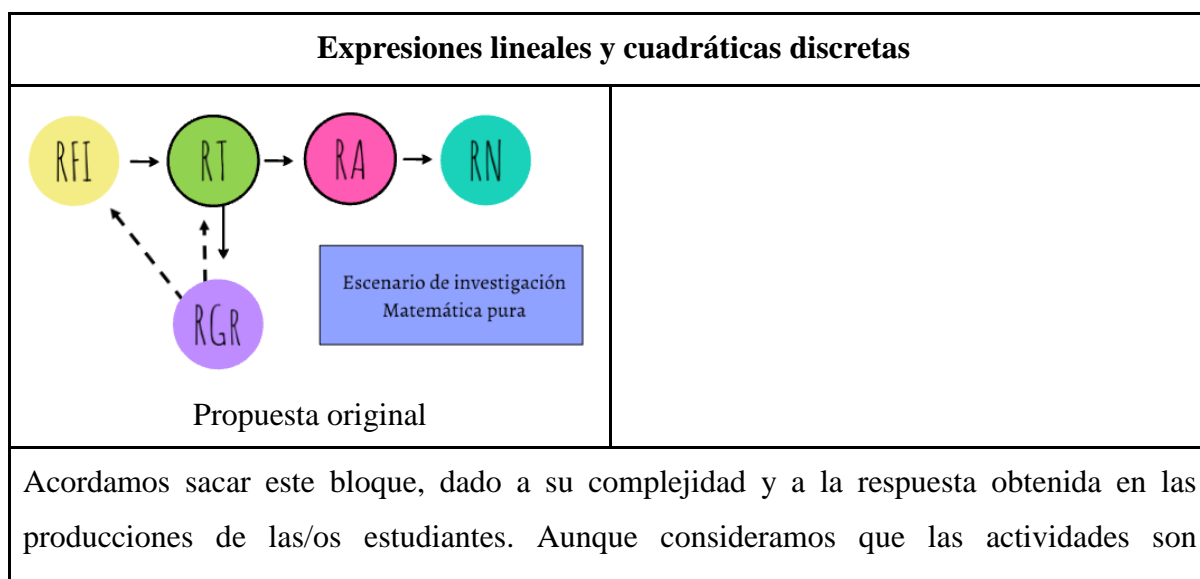 Expresiones lineales y cuadráticas discretas
RFI
RT
RA
RN
RGR
Escenario de investigación
Matemática pura
Propuesta original
Acordamos sacar este bloque, dado a su complejidad y a la respuesta obtenida en las
producciones de las/os estudiantes. Aunque consideramos que las actividades son